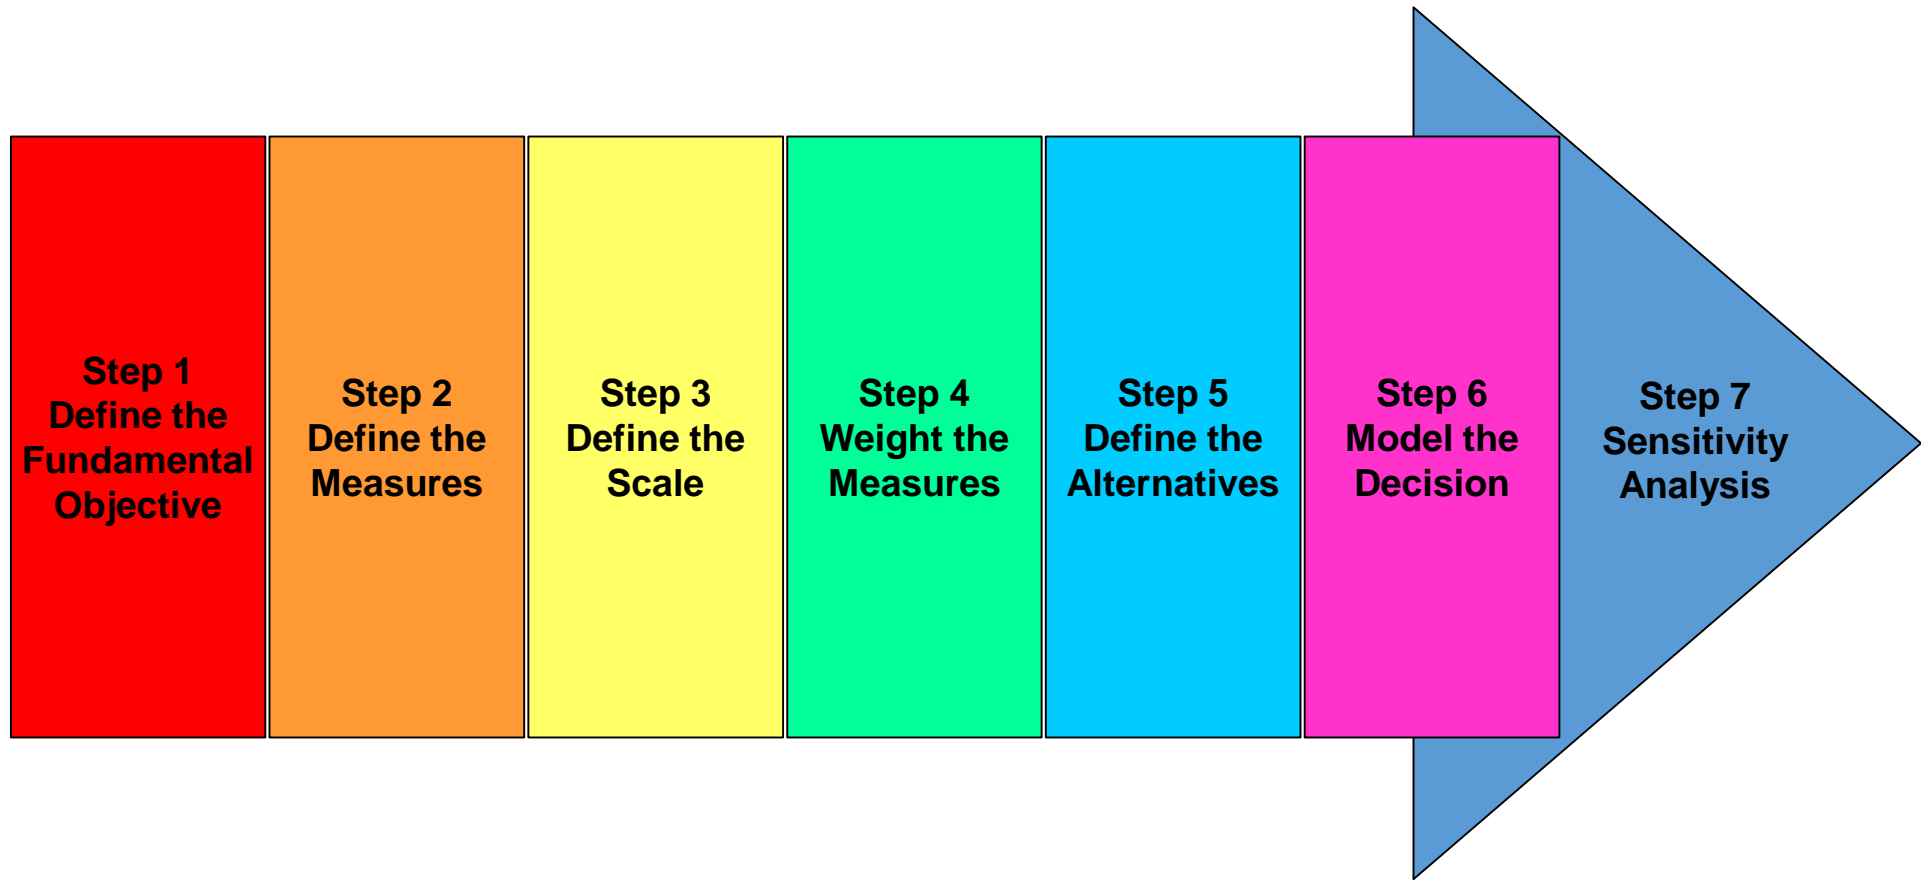 Step 1
Define the
Fundamental
Objective
Step 2
Define the
Measures
Step 3
Define the
Scale
Step 4
Weight the
Measures
Step 5
Define the
Alternatives
Step 6
Model the
Decision
Step 7
Sensitivity
Analysis